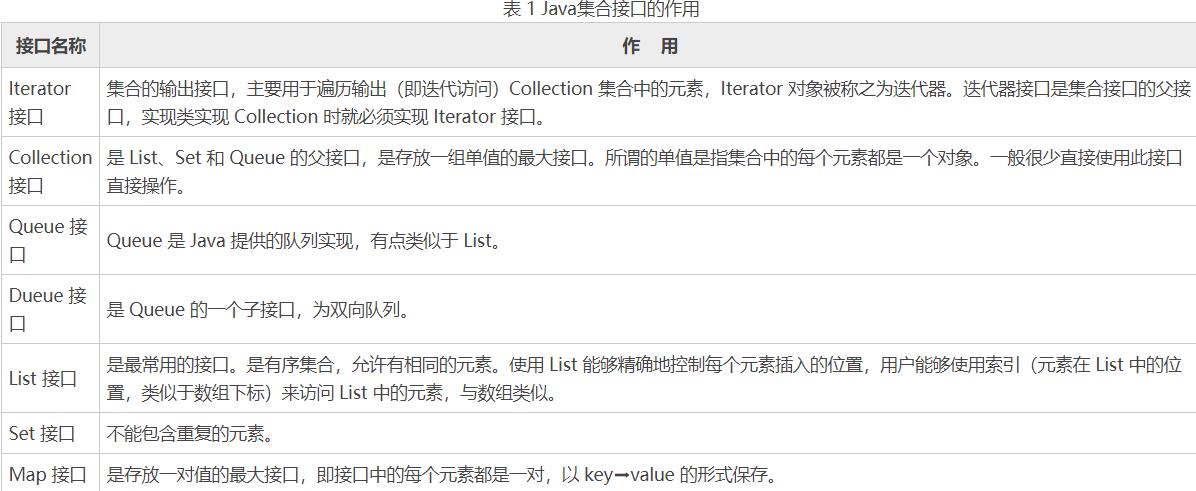 表 1 Java集合接口的作用
接口名称
作 用
Iterator
接口
集合的输出接口，主要用于遍历输出（即迭代访问）Collection 集合中的元素，Iterator 对象被称之为迭代器。迭代器接口是集合接口的父接
口，实现类实现 Collection 时就必须实现 Iterator 接口。
Collection
接口
是 List、Set 和 Queue 的父接口，是存放一组单值的最大接口。所谓的单值是指集合中的每个元素都是一个对象。一般很少直接使用此接口
直接操作。
Queue 接
口
Queue 是 Java 提供的队列实现，有点类似于 List。
Dueue 接
口
是 Queue 的一个子接口，为双向队列。
List 接口
是最常用的接口。是有序集合，允许有相同的元素。使用 List 能够精确地控制每个元素插入的位置，用户能够使用索引（元素在 List 中的位
置，类似于数组下标）来访问 List 中的元素，与数组类似。
Set 接口
不能包含重复的元素。
Map 接口
是存放一对值的最大接口，即接口中的每个元素都是一对，以 key➡value 的形式保存。